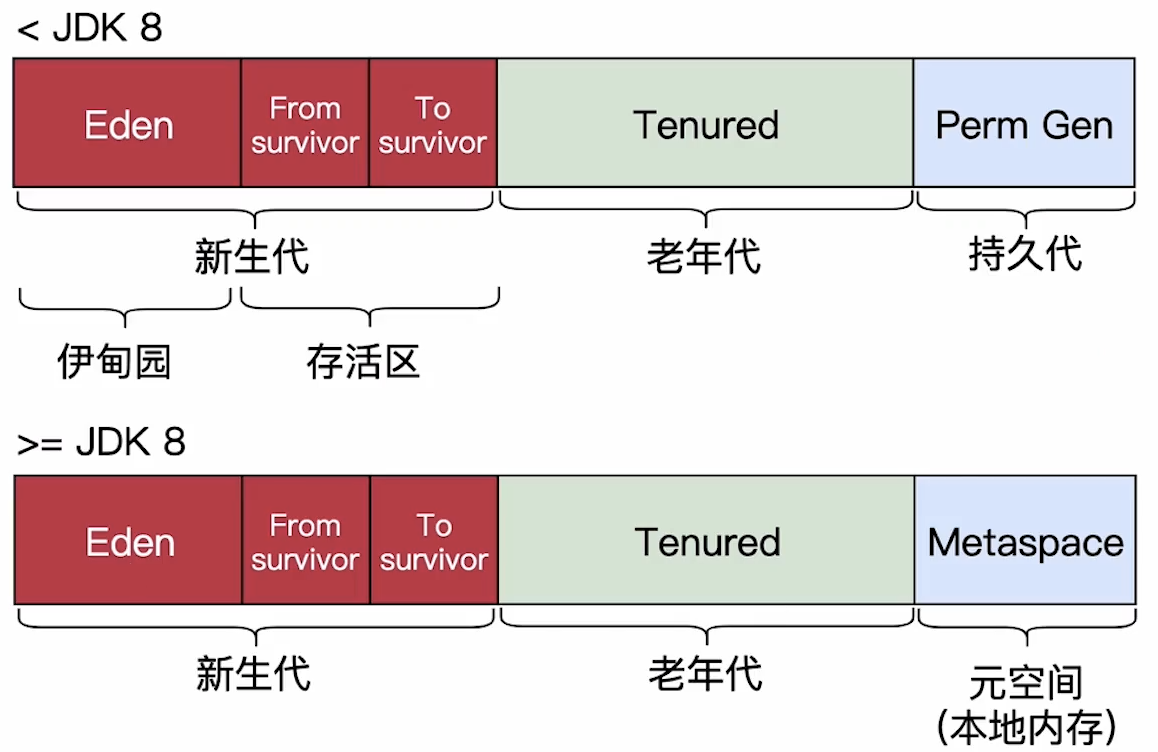 < JDK 8
Eden
From
survivor
To
survivor
Tenured
Perm Gen
新生代
老年代
持久代
伊甸园
存活区
>= JDK 8
Eden
From
survivor
To
survivor
Tenured
Metaspace
新生代
老年代
元空间
(本地内存)